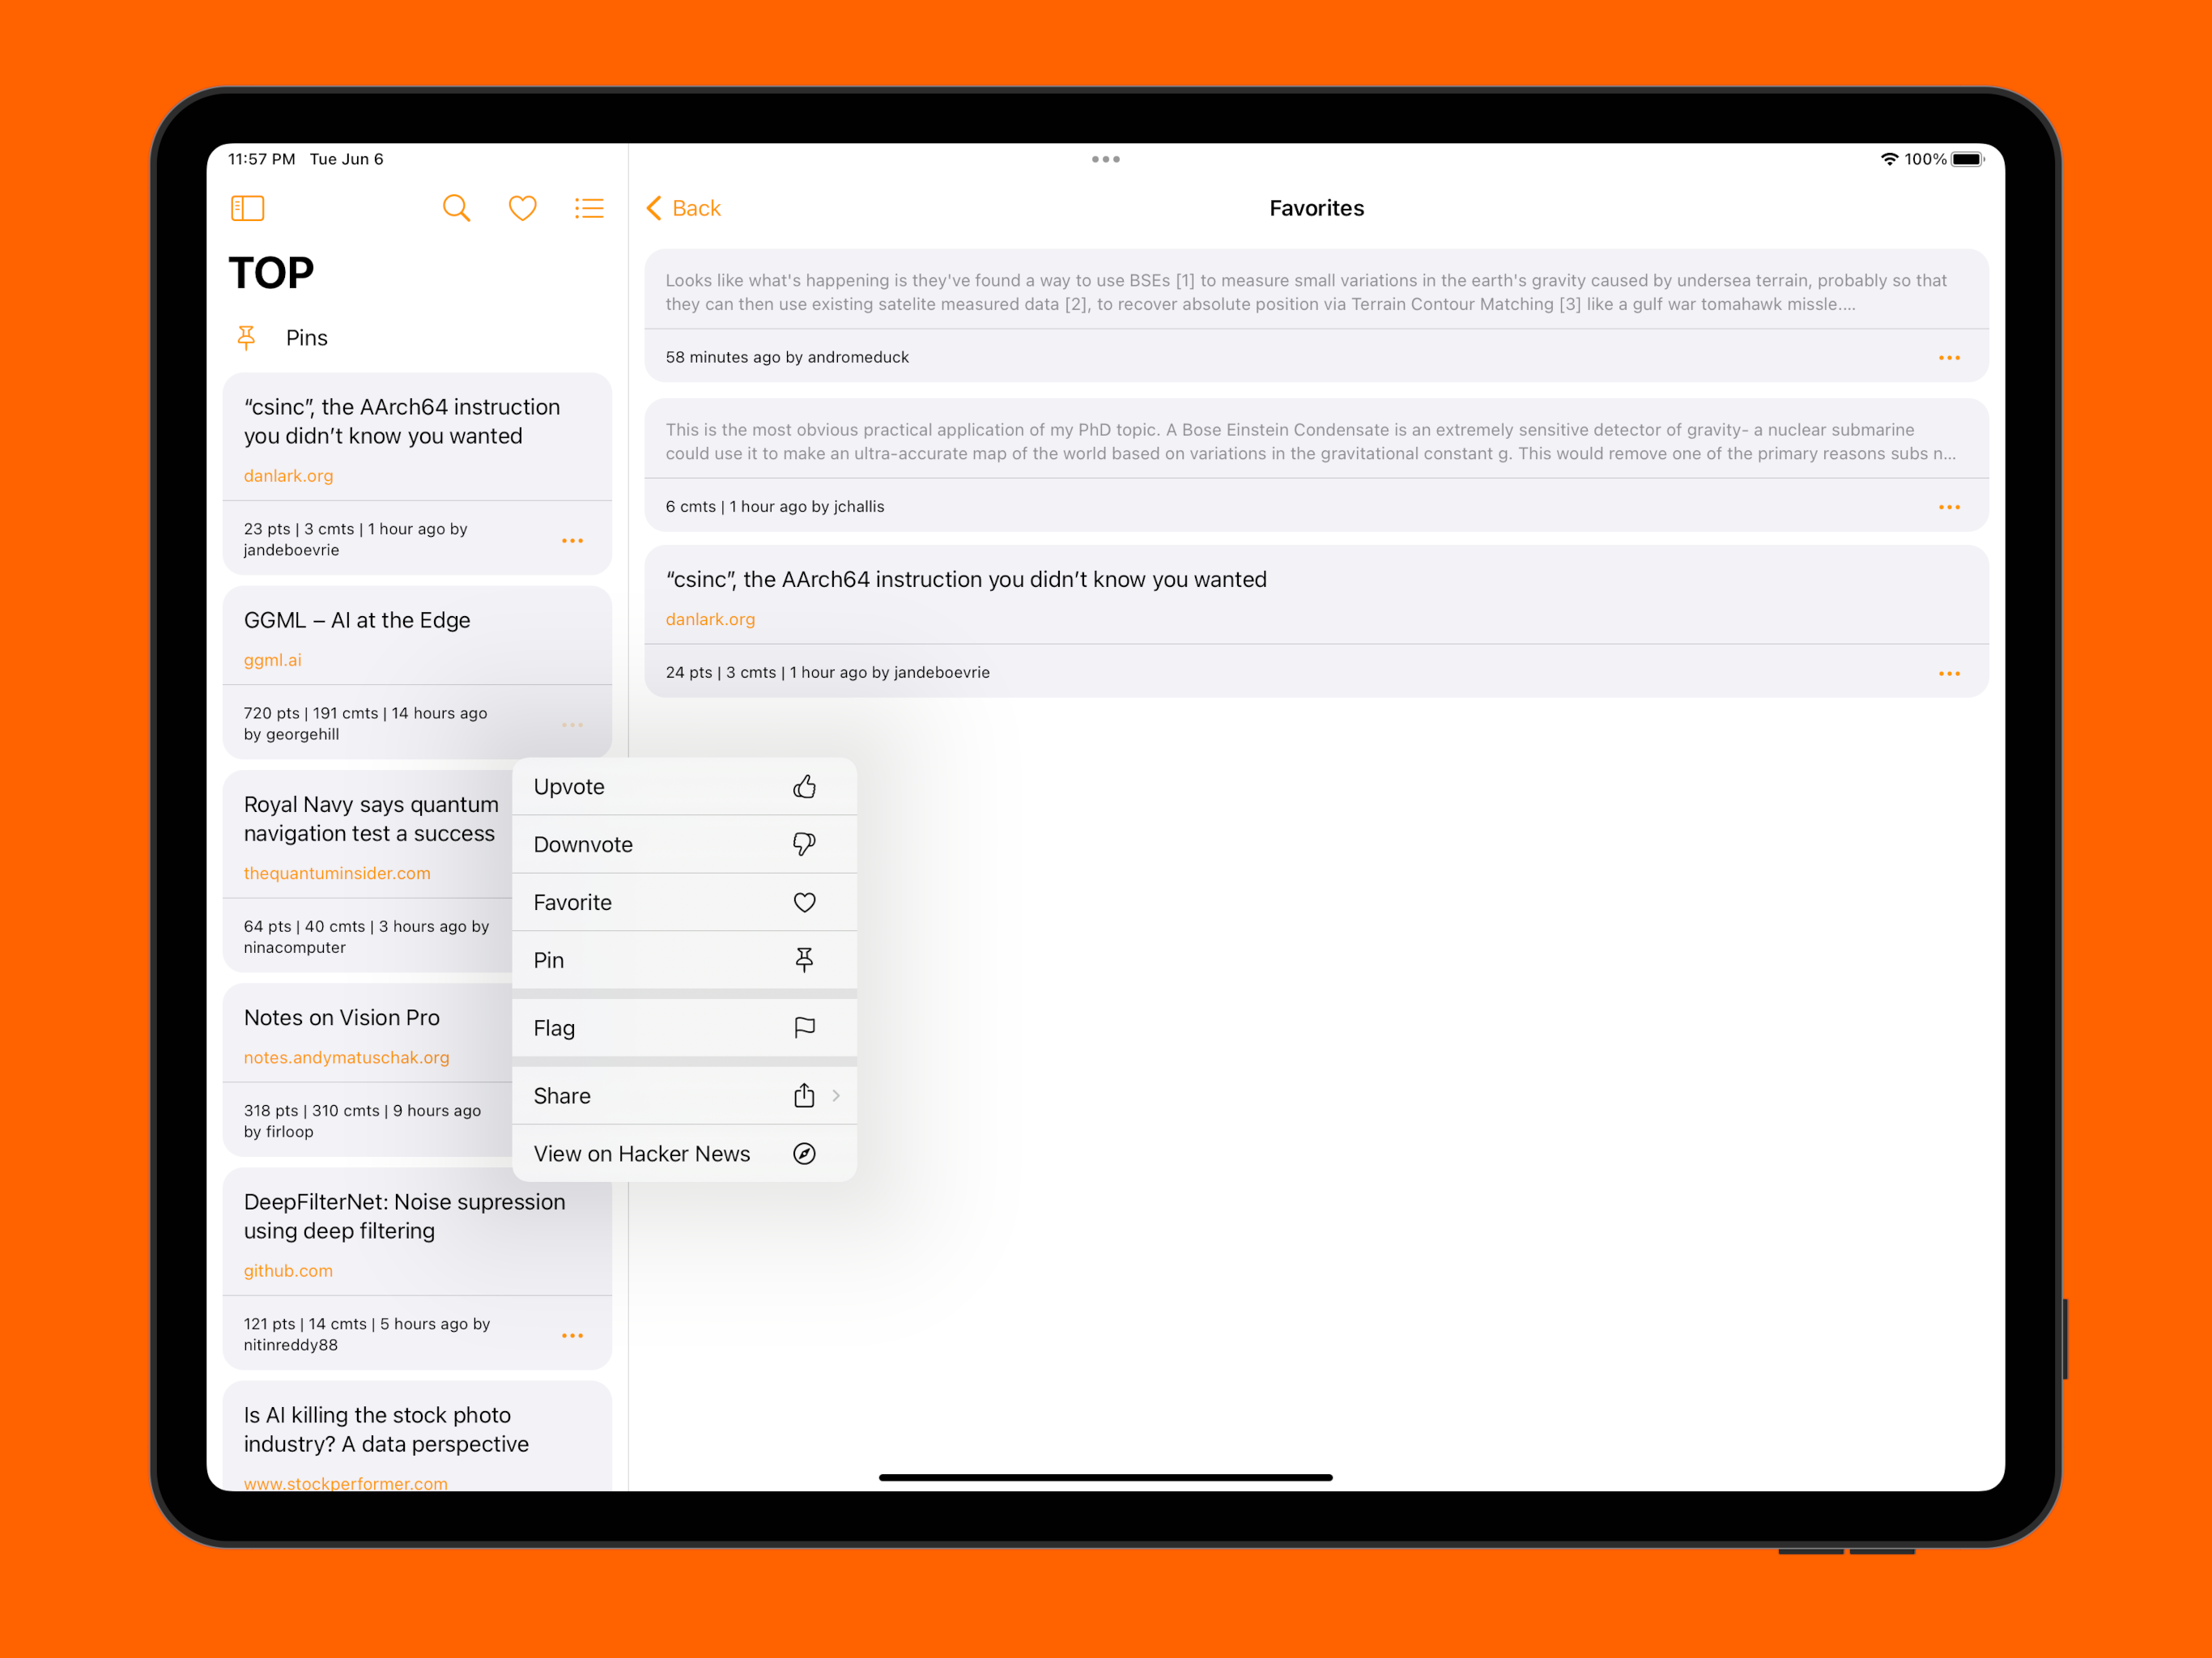 11:57 PM Tue Jun 6
100%
TOP
Pins
“csinc”, the AArch64 instruction
you didn’t know you wanted
danlark.org
23 pts | 3 cmts | 1 hour ago by
jandeboevrie
GGML – AI at the Edge
ggml.ai
720 pts | 191 cmts | 14 hours ago
by georgehill
Royal Navy says quantum
navigation test a success
thequantuminsider.com
64 pts | 40 cmts | 3 hours ago by
ninacomputer
Notes on Vision Pro
notes.andymatuschak.org
318 pts | 310 cmts | 9 hours ago
by firloop
DeepFilterNet: Noise supression
using deep filtering
github.com
121 pts | 14 cmts | 5 hours ago by
nitinreddy88
Is AI killing the stock photo
industry? A data perspective
www.stockperformer.com
Upvote
Downvote
Favorite
Pin
Flag
Share
View on Hacker News
Back
Favorites
Looks like what's happening is they've found a way to use BSEs [1] to measure small variations in the earth's gravity caused by undersea terrain, probably so that
they can then use existing satelite measured data [2], to recover absolute position via Terrain Contour Matching [3] like a gulf war tomahawk missle....
58 minutes ago by andromeduck
This is the most obvious practical application of my PhD topic. A Bose Einstein Condensate is an extremely sensitive detector of gravity- a nuclear submarine
could use it to make an ultra-accurate map of the world based on variations in the gravitational constant g. This would remove one of the primary reasons subs n...
6 cmts | 1 hour ago by jchallis
“csinc”, the AArch64 instruction you didn’t know you wanted
danlark.org
24 pts | 3 cmts | 1 hour ago by jandeboevrie